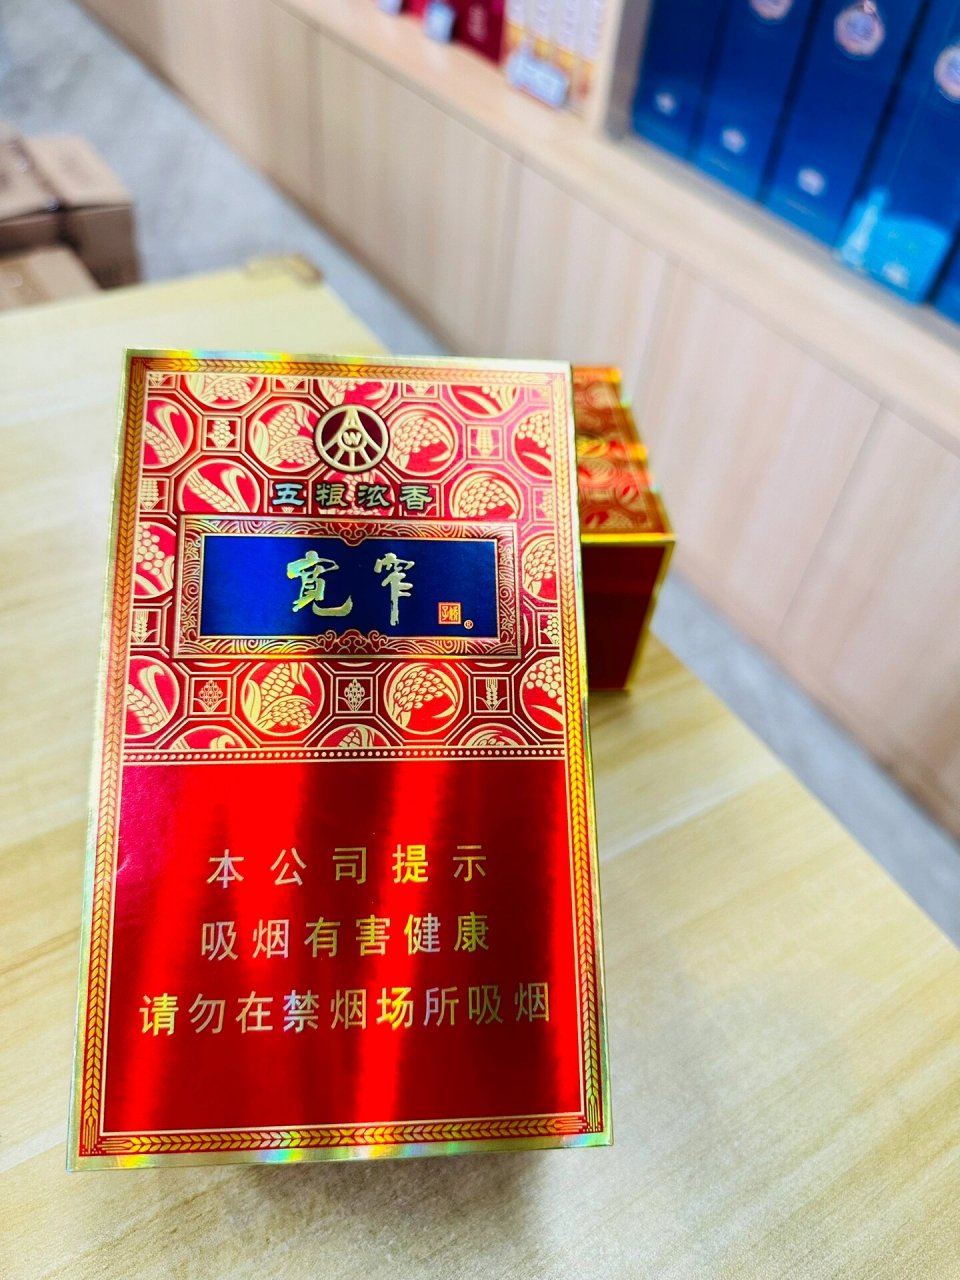 W
五粮浓香
寬窄
®
本公司提示
吸烟有害健康
请勿在禁烟场所吸烟